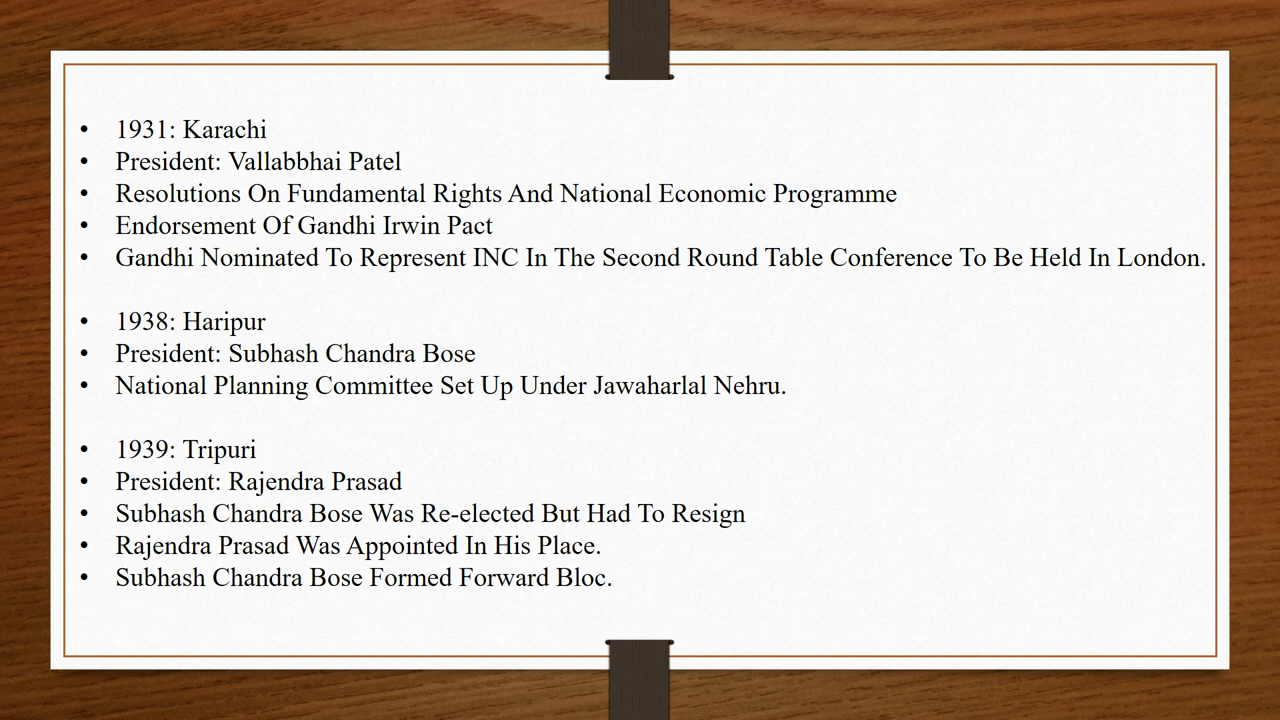 • 1931: Karachi
• President: Vallabbhai Patel
• Resolutions On Fundamental Rights And National Economic Programme
• Endorsement Of Gandhi Irwin Pact
• Gandhi Nominated To Represent INC In The Second Round Table Conference To Be Held In London.
• 1938: Haripur
• President: Subhash Chandra Bose
• National Planning Committee Set Up Under Jawaharlal Nehru.
• 1939: Tripuri
• President: Rajendra Prasad
• Subhash Chandra Bose Was Re-elected But Had To Resign
• Rajendra Prasad Was Appointed In His Place.
• Subhash Chandra Bose Formed Forward Bloc.